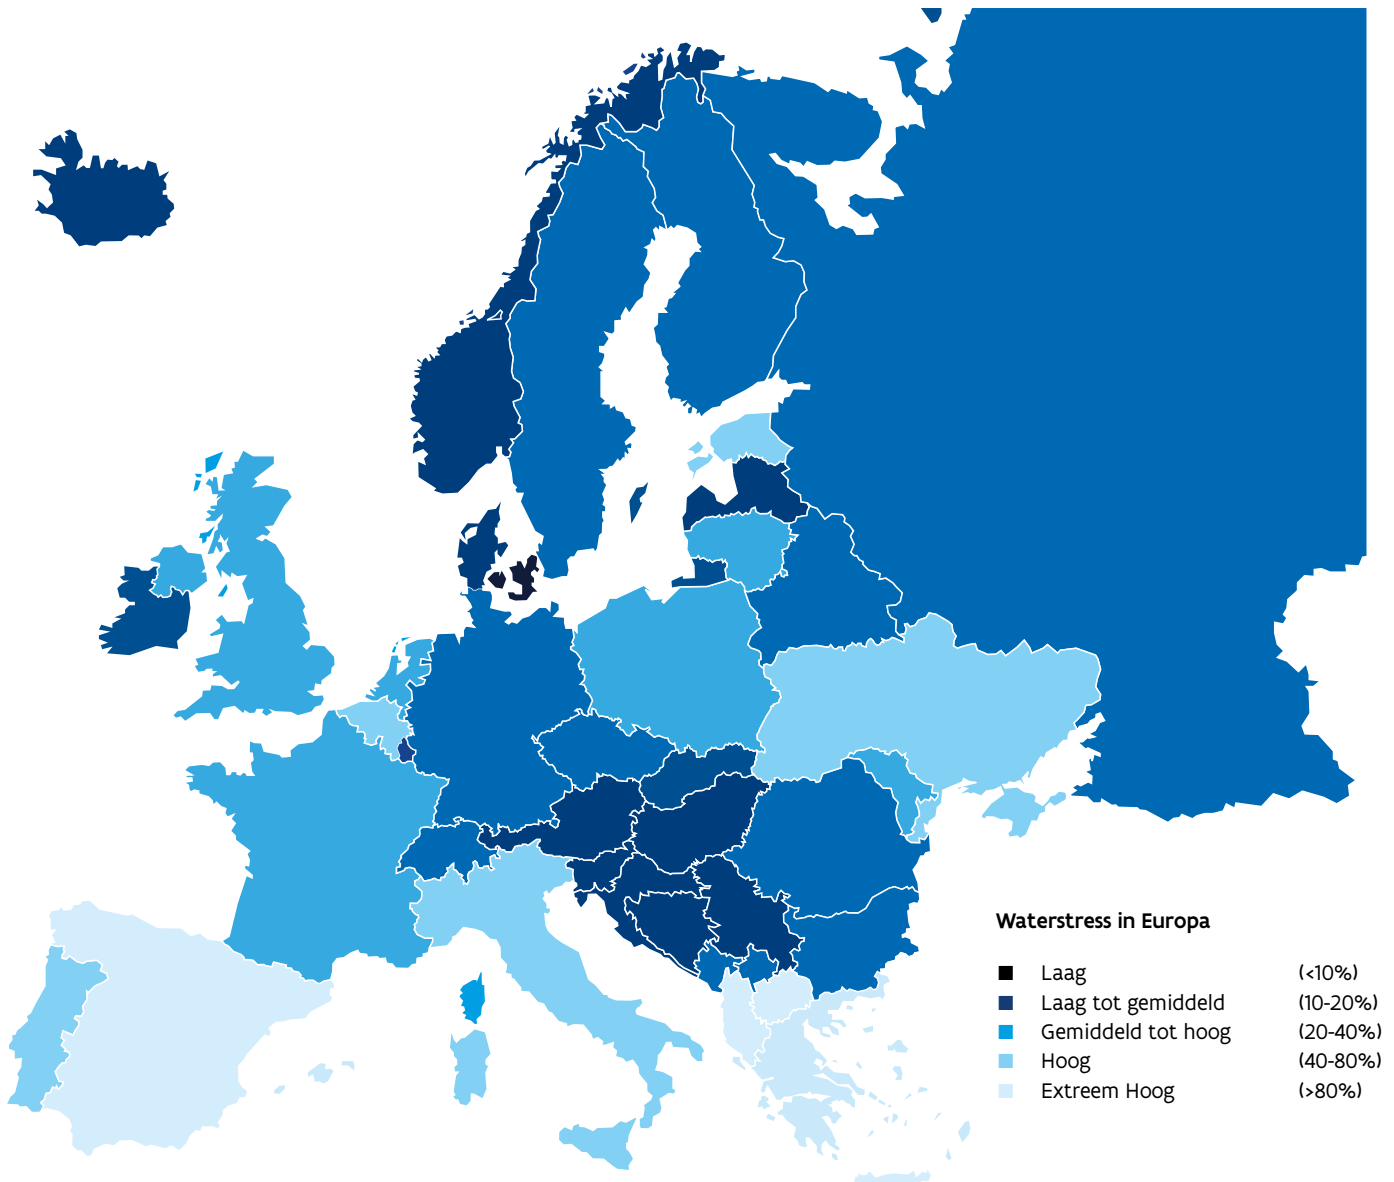 Waterstress in Europa
Laag (<10%)
Laag tot gemiddeld (10-20%)
Gemiddeld tot hoog (20-40%)
Hoog (40-80%)
Extreem Hoog (>80%)